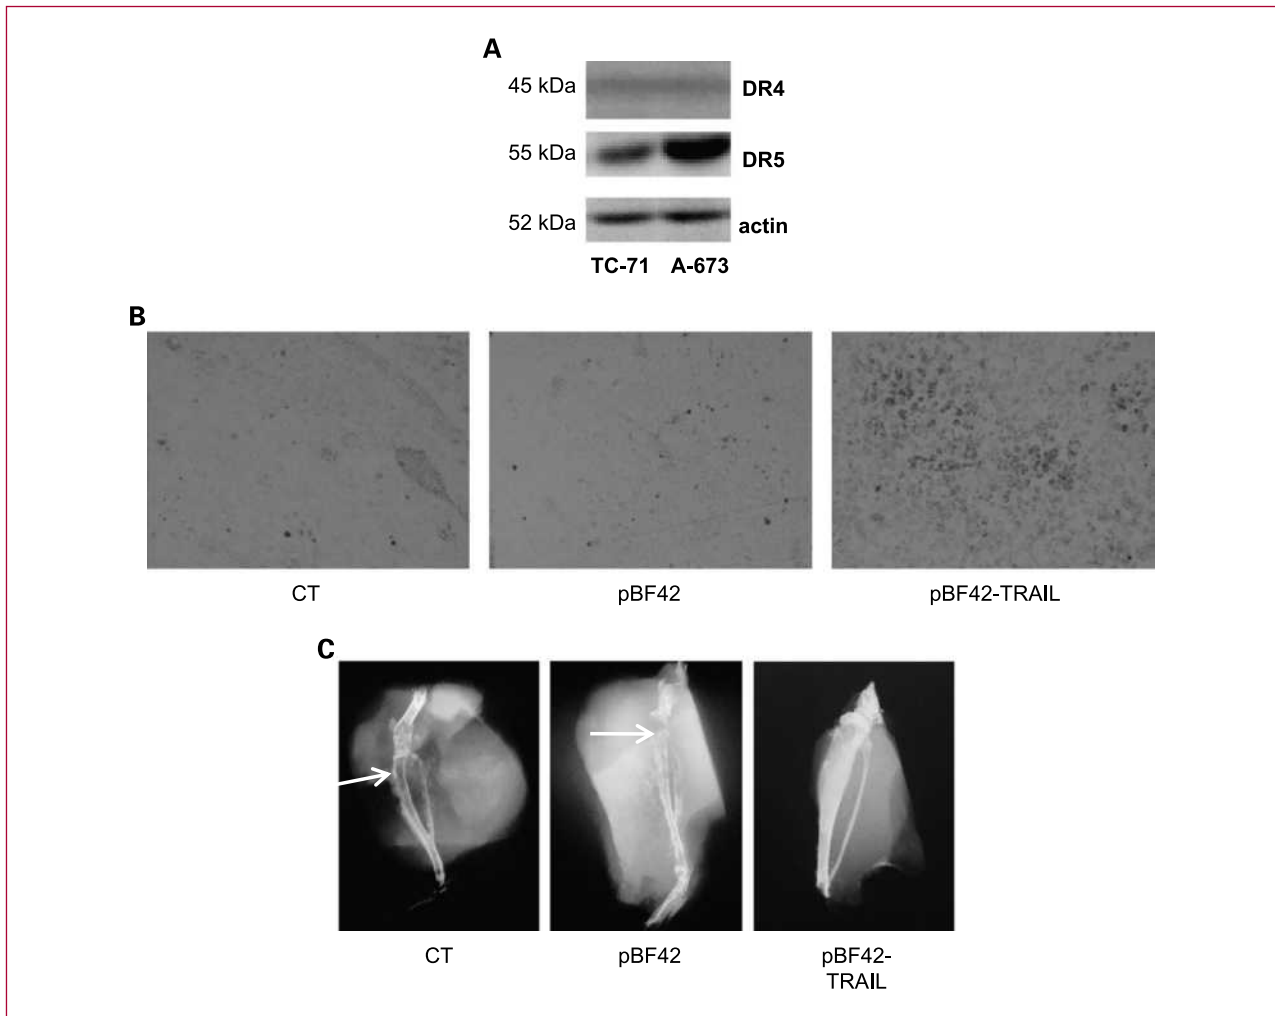 A
45 kDa DR4
55 kDa DR5
52 kDa actin
TC-71 A-673
B
CT pBF42 pBF42-TRAIL
C
CT pBF42 pBF42-
TRAIL